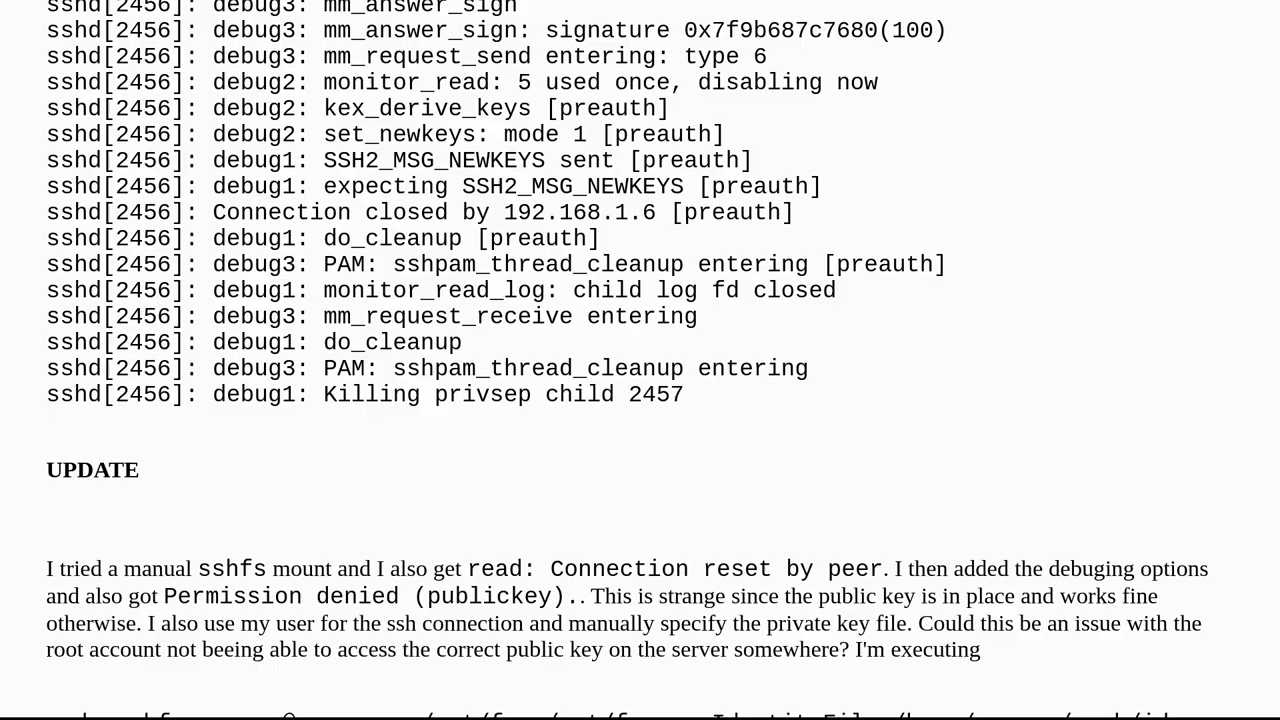 sshd[2456]: debug3: mm_answer_sign
sshd[2456]: debug3: mm_answer_sign: signature 0x7f9b687c7680(100)
sshd[2456]: debug3: mm_request_send entering: type 6
sshd[2456]: debug2: monitor_read: 5 used once, disabling now
sshd[2456]: debug2: kex_derive_keys [preauth]
sshd[2456]: debug2: set_newkeys: mode 1 [preauth]
sshd[2456]: debug1: SSH2_MSG_NEWKEYS sent [preauth]
sshd[2456]: debug1: expecting SSH2_MSG_NEWKEYS [preauth]
sshd[2456]: Connection closed by 192.168.1.6 [preauth]
sshd[2456]: debug1: do_cleanup [preauth]
sshd[2456]: debug3: PAM: sshpam_thread_cleanup entering [preauth]
sshd[2456]: debug1: monitor_read_log: child log fd closed
sshd[2456]: debug3: mm_request_receive entering
sshd[2456]: debug1: do_cleanup
sshd[2456]: debug3: PAM: sshpam_thread_cleanup entering
sshd[2456]: debug1: Killing privsep child 2457
UPDATE
I tried a manual sshfs mount and I also get read: Connection reset by peer. I then added the debuging options
and also got Permission denied (publickey).. This is strange since the public key is in place and works fine
otherwise. I also use my user for the ssh connection and manually specify the private key file. Could this be an issue with the
root account not beeing able to access the correct public key on the server somewhere? I'm executing